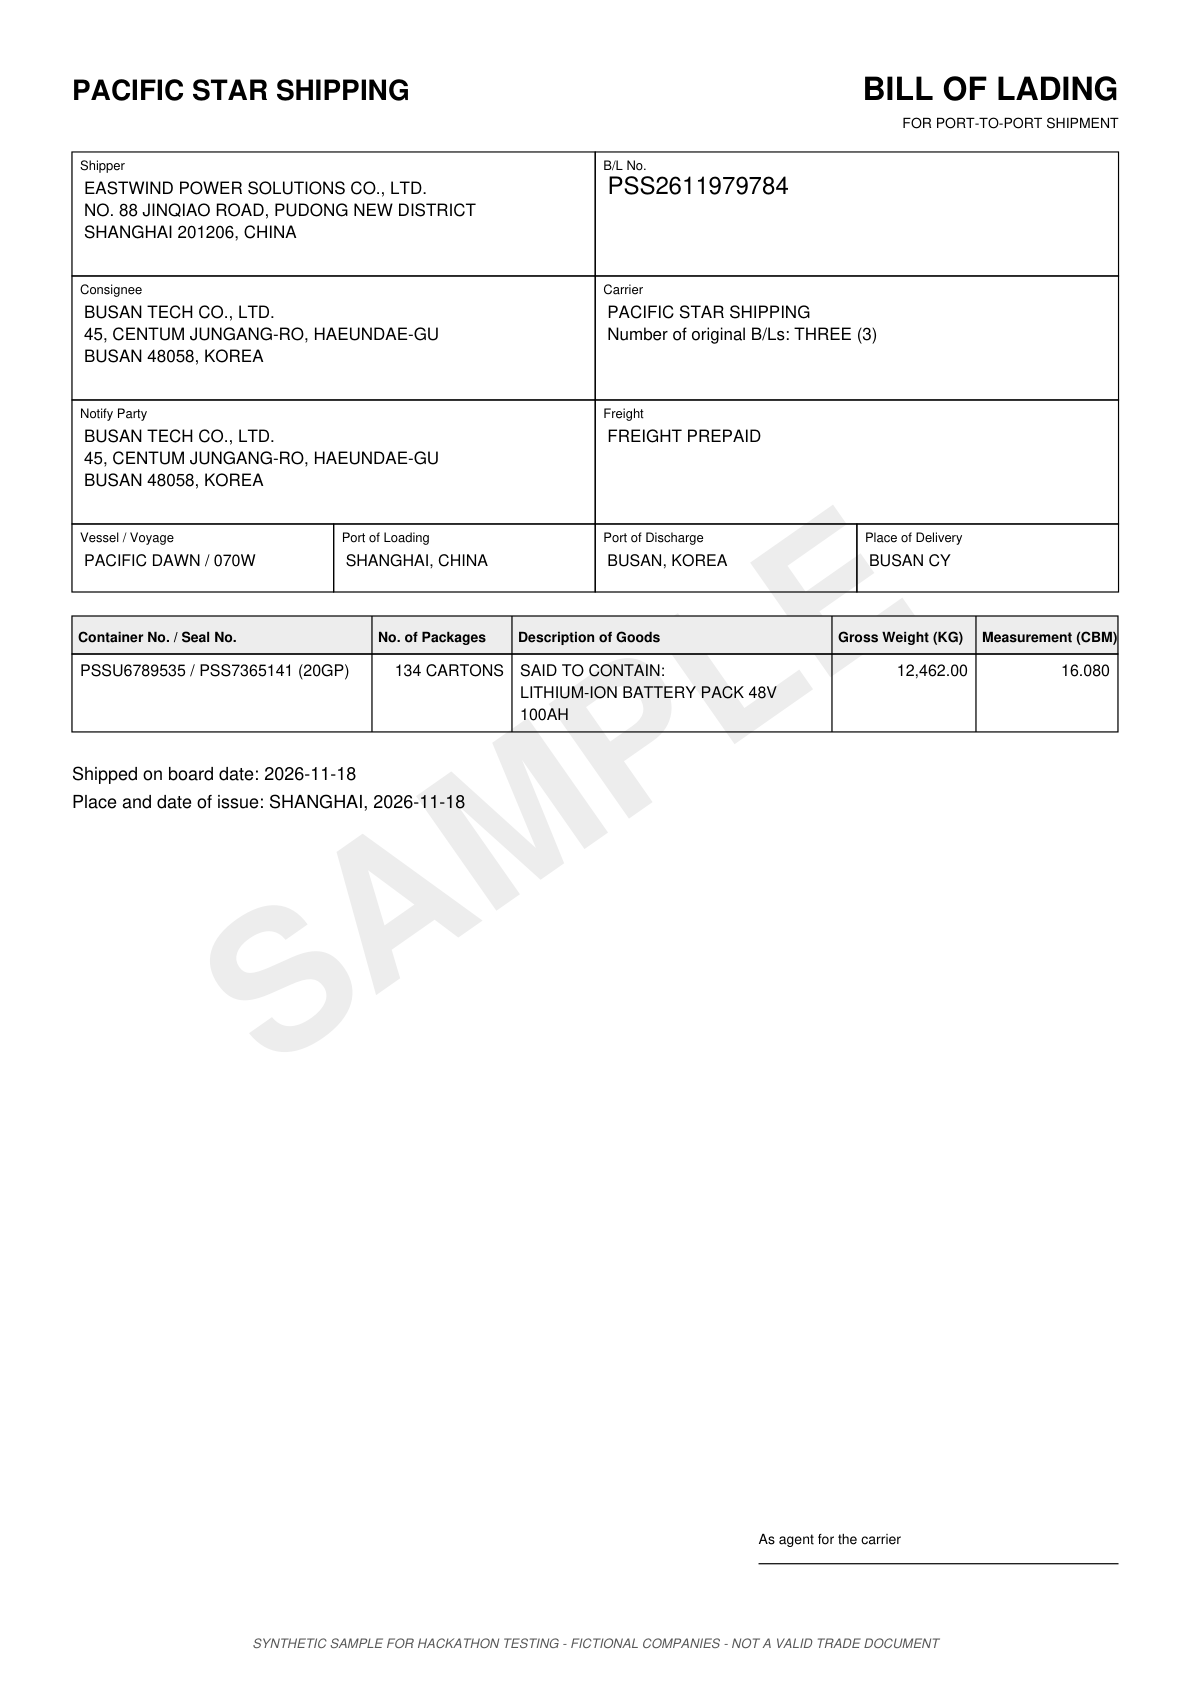 PACIFIC STAR SHIPPING
BILL OF LADING
FOR PORT-TO-PORT SHIPMENT
Shipper
EASTWIND POWER SOLUTIONS CO., LTD.
NO. 88 JINQIAO ROAD, PUDONG NEW DISTRICT
SHANGHAI 201206, CHINA
B/L No.
PSS2611979784
Consignee
BUSAN TECH CO., LTD.
45, CENTUM JUNGANG-RO, HAEUNDAE-GU
BUSAN 48058, KOREA
Carrier
PACIFIC STAR SHIPPING
Number of original B/Ls: THREE (3)
Notify Party
BUSAN TECH CO., LTD.
45, CENTUM JUNGANG-RO, HAEUNDAE-GU
BUSAN 48058, KOREA
Freight
FREIGHT PREPAID
Vessel / Voyage
PACIFIC DAWN / 070W
Port of Loading
SHANGHAI, CHINA
Port of Discharge
BUSAN, KOREA
Place of Delivery
BUSAN CY
Container No. / Seal No. No. of Packages Description of Goods Gross Weight (KG) Measurement (CBM)
PSSU6789535 / PSS7365141 (20GP) 134 CARTONS SAID TO CONTAIN: 12,462.00 16.080
LITHIUM-ION BATTERY PACK 48V
100AH
Shipped on board date: 2026-11-18
Place and date of issue: SHANGHAI, 2026-11-18
SAMPLE
As agent for the carrier
SYNTHETIC SAMPLE FOR HACKATHON TESTING - FICTIONAL COMPANIES - NOT A VALID TRADE DOCUMENT